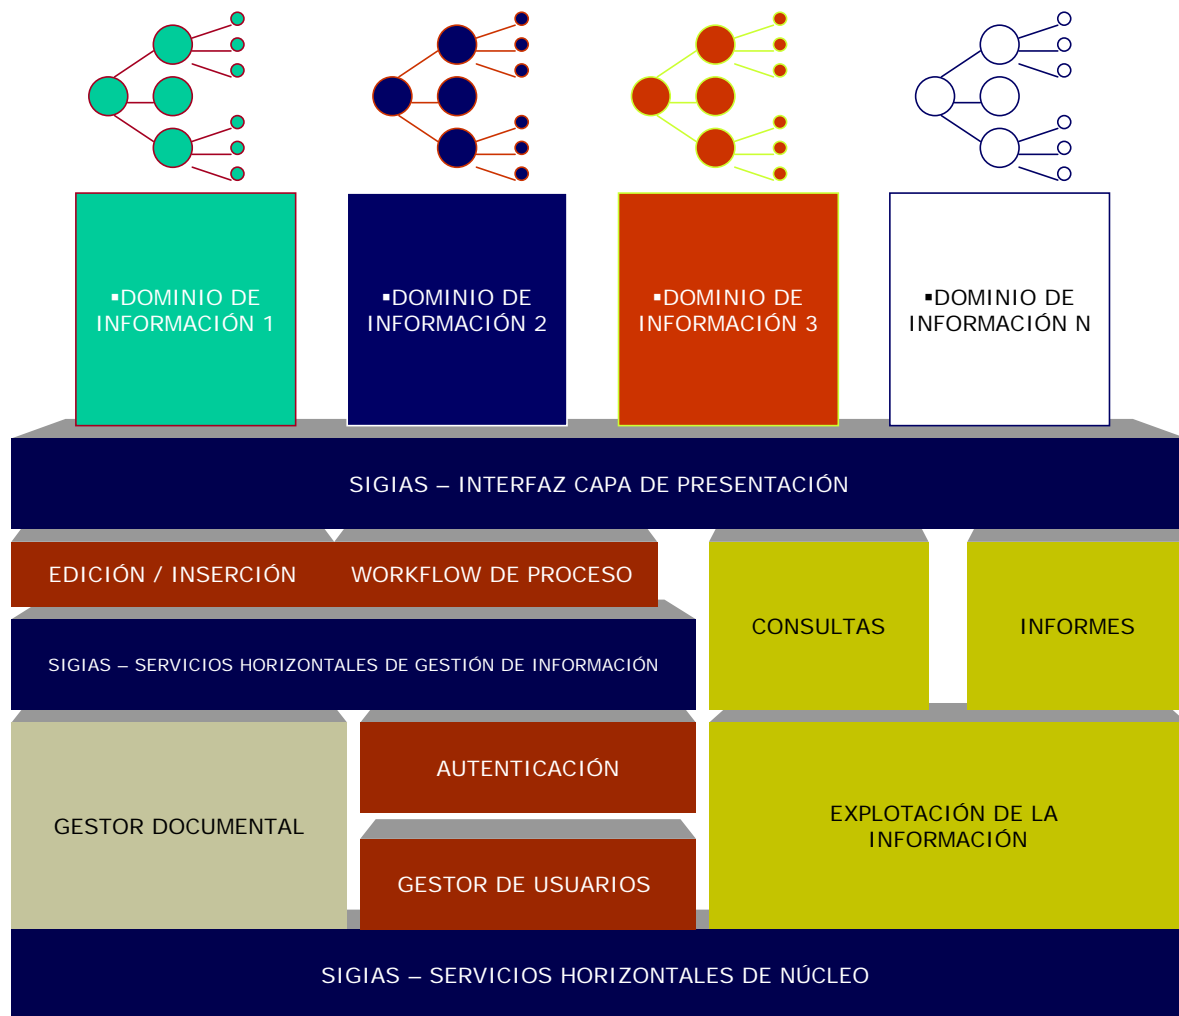 ▪DOMINIO DE
INFORMACIÓN 1
▪DOMINIO DE
INFORMACIÓN 2
▪DOMINIO DE
INFORMACIÓN 3
▪DOMINIO DE
INFORMACIÓN N
SIGIAS – INTERFAZ CAPA DE PRESENTACIÓN
EDICIÓN / INSERCIÓN
WORKFLOW DE PROCESO
CONSULTAS
INFORMES
SIGIAS – SERVICIOS HORIZONTALES DE GESTIÓN DE INFORMACIÓN
GESTOR DOCUMENTAL
AUTENTICACIÓN
GESTOR DE USUARIOS
EXPLOTACIÓN DE LA
INFORMACIÓN
SIGIAS – SERVICIOS HORIZONTALES DE NÚCLEO